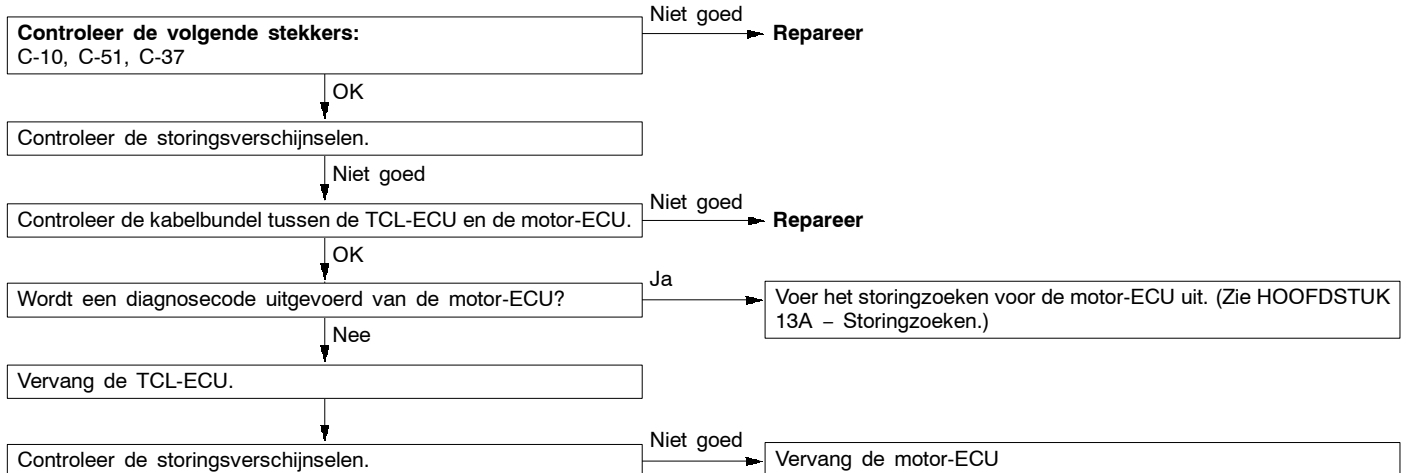 Controleer de volgende stekkers:
C-10, C-51, C-37
Niet goed
Repareer
OK
Controleer de storingsverschijnselen.
Niet goed
Controleer de kabelbundel tussen de TCL-ECU en de motor-ECU.
Niet goed
Repareer
OK
Wordt een diagnosecode uitgevoerd van de motor-ECU?
Ja
Voer het storingzoeken voor de motor-ECU uit. (Zie HOOFDSTUK
13A – Storingzoeken.)
Nee
Vervang de TCL-ECU.
Controleer de storingsverschijnselen.
Niet goed
Vervang de motor-ECU